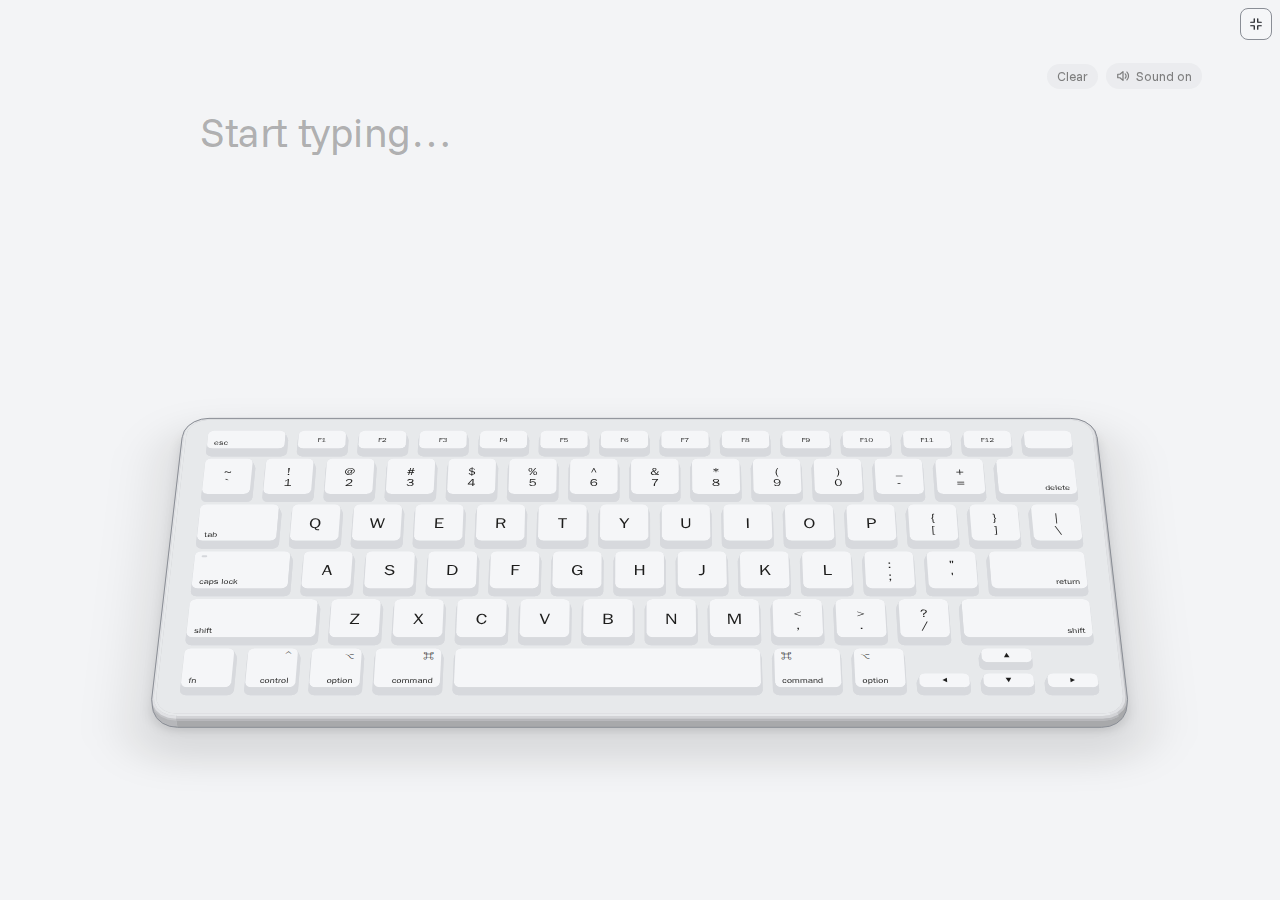 Clear Sound on
Start typing...
esc F1 F2 F3 F4 F5 F6 F7 F8 F9 F10 F11 F12
~ ! @ # $ % ^ & * ( ) _ +
` 1 2 3 4 5 6 7 8 9 0 - = delete
tab Q W E R T Y U I O P { } |
[ ] \
caps lock A S D F G H J K L : "
; ' return
shift Z X C V B N M < > ?
, . / shift
^ ⌥ ⌘ ⌘ ⌥ ▲
fn control option command command option ◄ ▼ ►